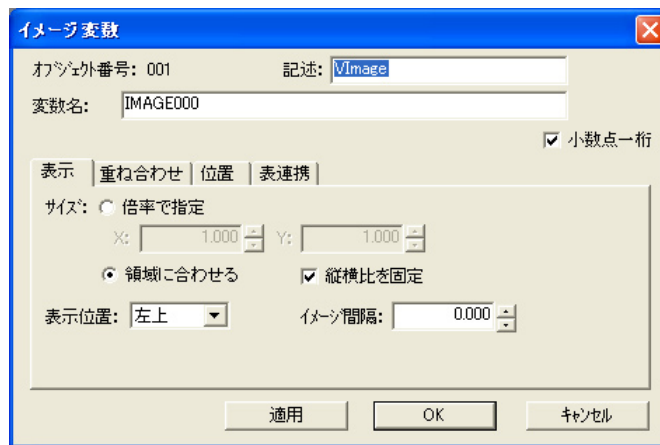 イメージ変数
オブジェクト番号: 001 記述: VImage
変数名: IMAGE000
小数点一桁
表示 重ね合わせ 位置 表連携
サイズ: 倍率で指定
X: 1.000 Y: 1.000
領域に合わせる 縦横比を固定
表示位置: 左上 イメージ間隔: 0.000
適用 OK キャンセル